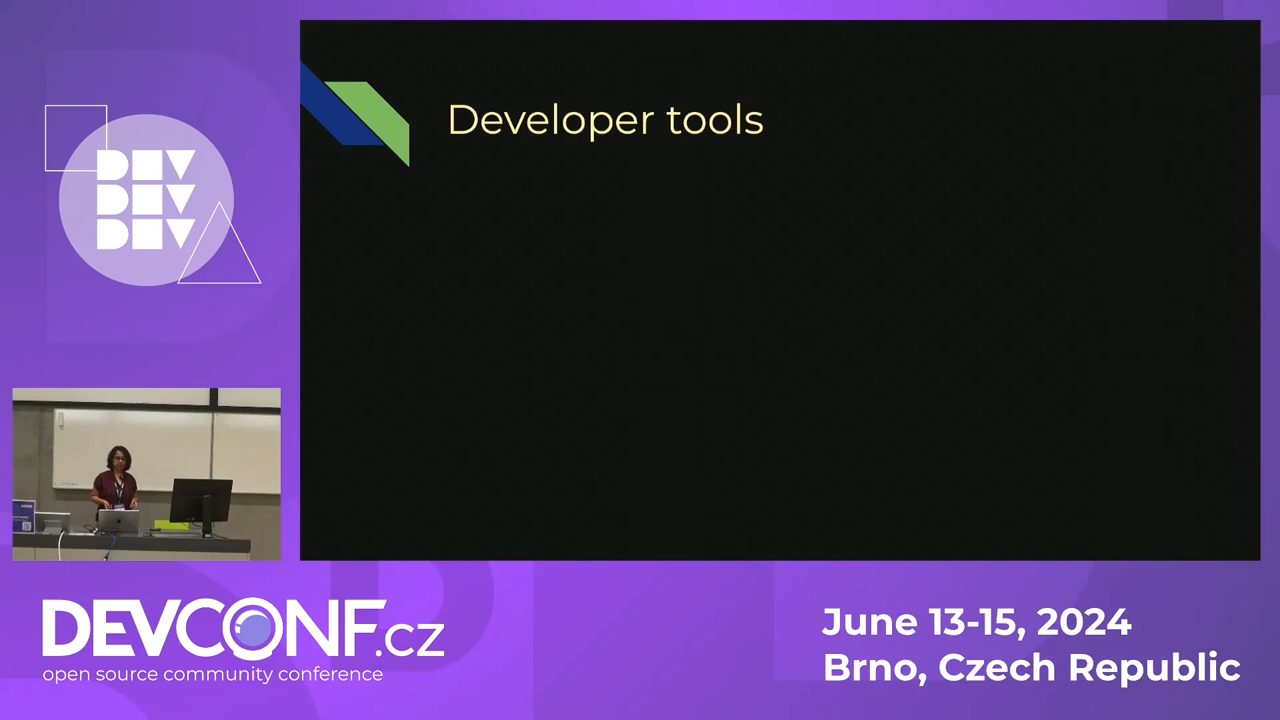 Developer tools
DEV
DEV
DEV
DEVCONF.cz
open source community conference
June 13-15, 2024
Brno, Czech Republic